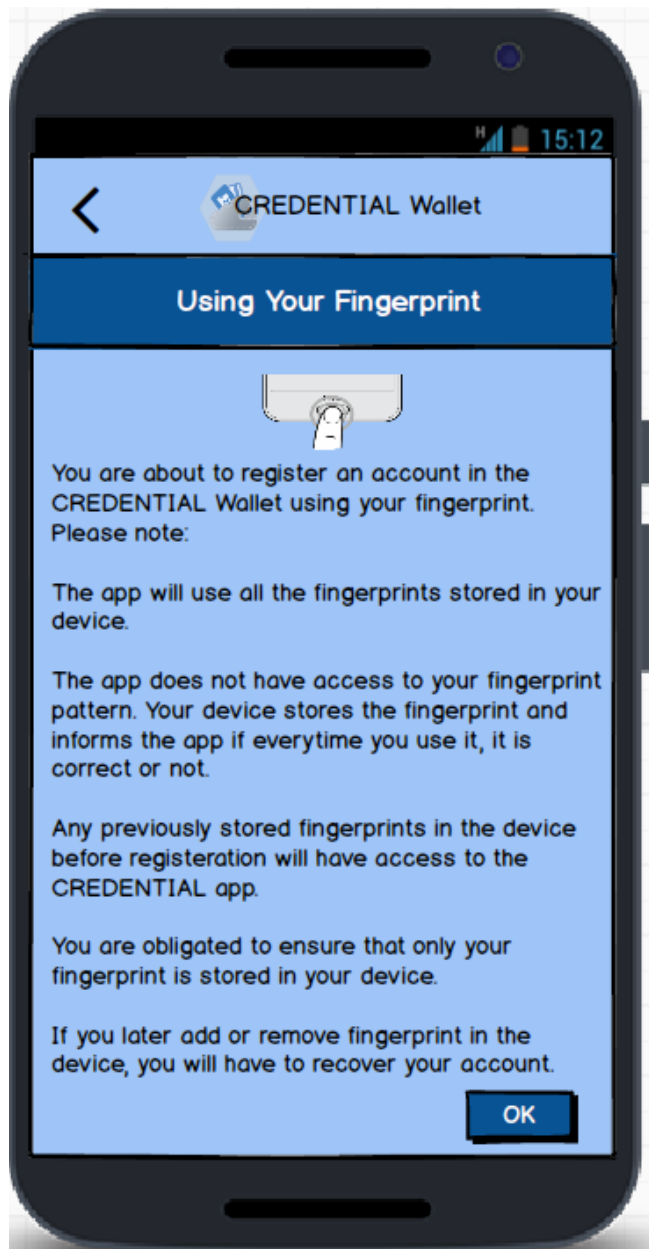 H 15:12
CREDENTIAL Wallet
Using Your Fingerprint
You are about to register an account in the
CREDENTIAL Wallet using your fingerprint.
Please note:
The app will use all the fingerprints stored in your
device.
The app does not have access to your fingerprint
pattern. Your device stores the fingerprint and
informs the app if everytime you use it, it is
correct or not.
Any previously stored fingerprints in the device
before registeration will have access to the
CREDENTIAL app.
You are obligated to ensure that only your
fingerprint is stored in your device.
If you later add or remove fingerprint in the
device, you will have to recover your account.
OK